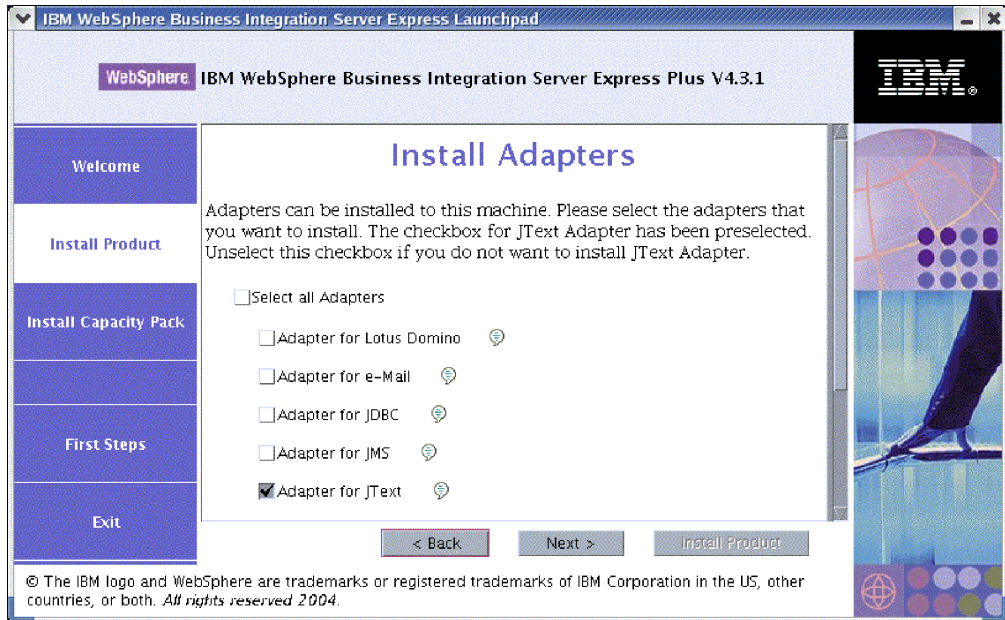 IBM WebSphere Business Integration Server Express Launchpad
WebSphere. IBM WebSphere Business Integration Server Express Plus V4.3.1
IBM®
Welcome
Install Product
Install Capacity Pack
First Steps
Exit
Install Adapters
Adapters can be installed to this machine. Please select the adapters that
you want to install. The checkbox for JText Adapter has been preselected.
Unselect this checkbox if you do not want to install JText Adapter.
Select all Adapters
Adapter for Lotus Domino
Adapter for e-Mail
Adapter for JDBC
Adapter for JMS
Adapter for JText
< Back
Next >
Install Product
© The IBM logo and WebSphere are trademarks or registered trademarks of IBM Corporation in the US, other
countries, or both. All rights reserved 2004.